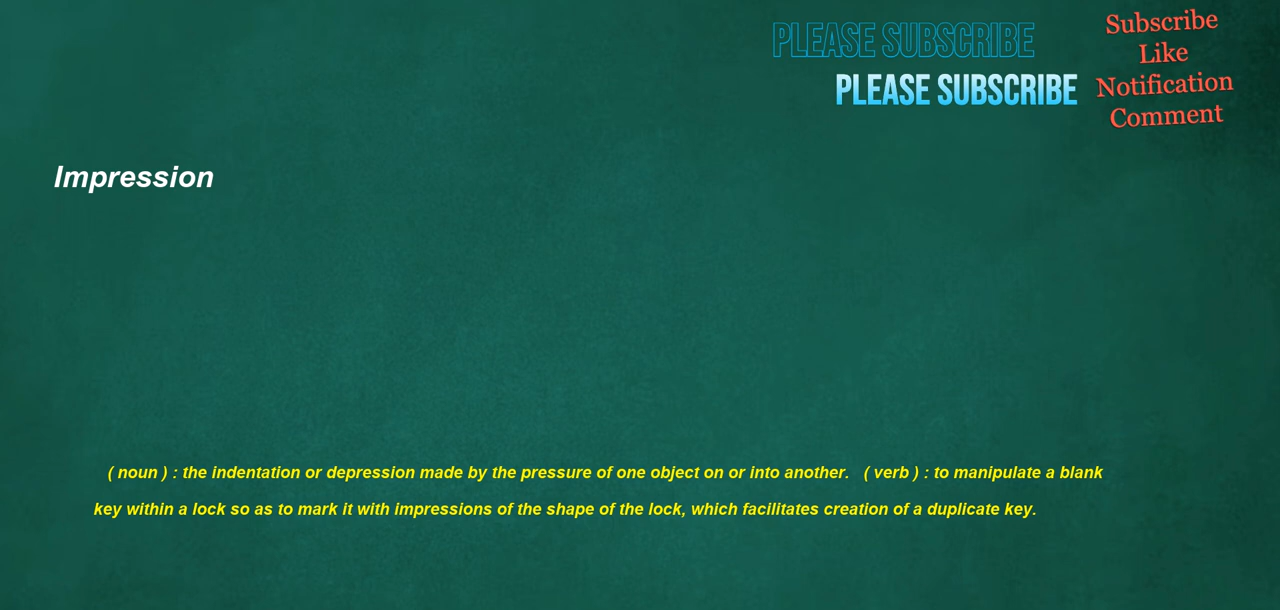 PLEASE SUBSCRIBE
PLEASE SUBSCRIBE
Subscribe
Like
Notification
Comment
Impression
( noun ) : the indentation or depression made by the pressure of one object on or into another. ( verb ) : to manipulate a blank
key within a lock so as to mark it with impressions of the shape of the lock, which facilitates creation of a duplicate key.